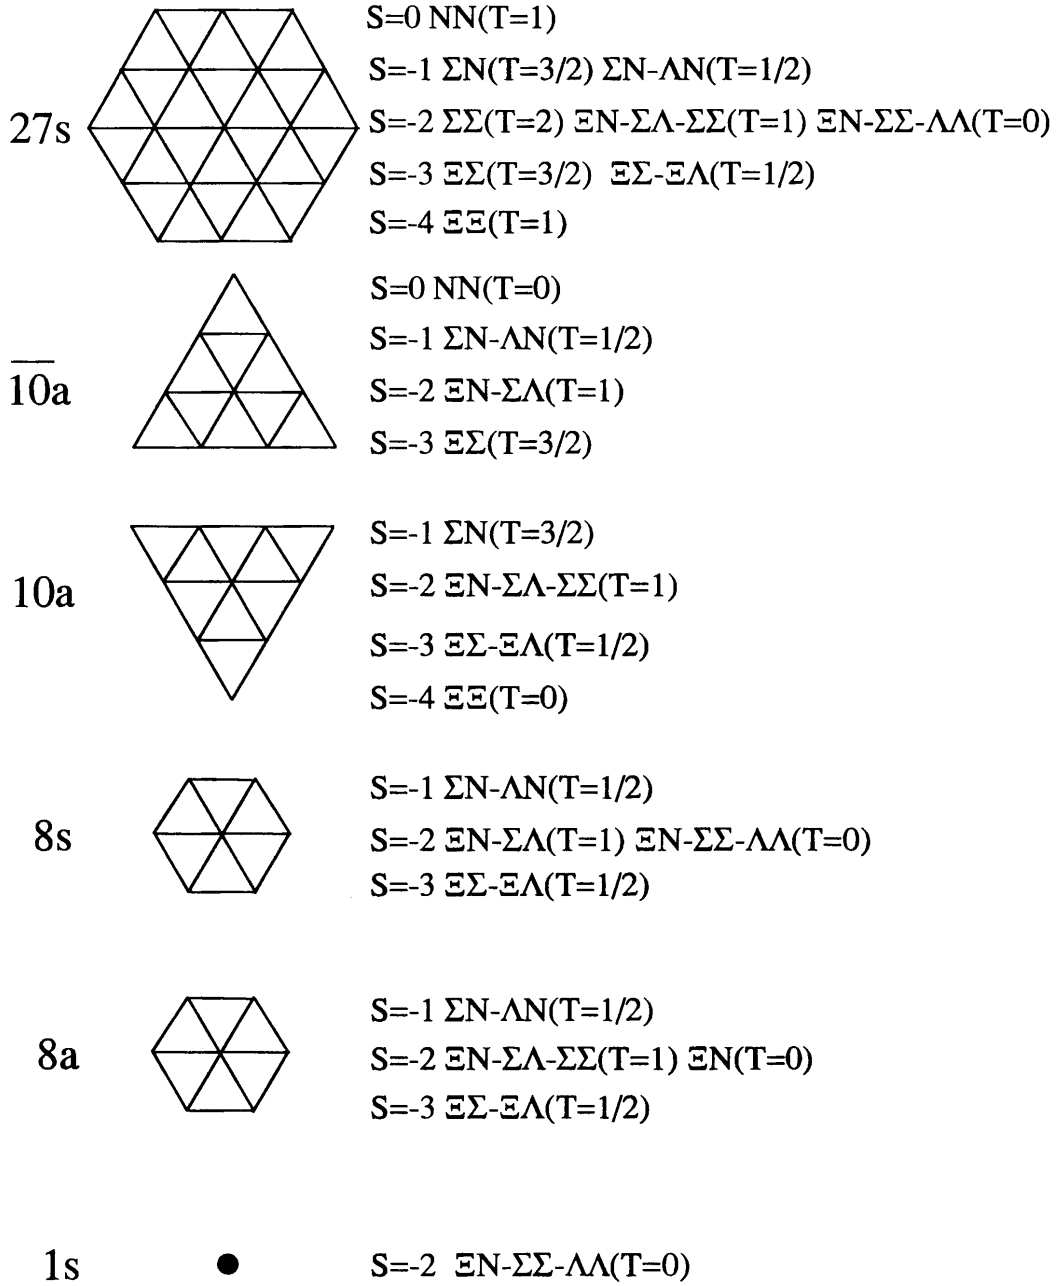 S=0 NN(T=1)
S=-1 ΣN(T=3/2) ΣN-ΛN(T=1/2)
27s S=-2 ΣΣ(T=2) ΞN-ΣΛ-ΣΣ(T=1) ΞN-ΣΣ-ΛΛ(T=0)
S=-3 ΞΣ(T=3/2) ΞΣ-ΞΛ(T=1/2)
S=-4 ΞΞ(T=1)
S=0 NN(T=0)
S=-1 ΣN-ΛN(T=1/2)
1̅0̅a S=-2 ΞN-ΣΛ(T=1)
S=-3 ΞΣ(T=3/2)
S=-1 ΣN(T=3/2)
10a S=-2 ΞN-ΣΛ-ΣΣ(T=1)
S=-3 ΞΣ-ΞΛ(T=1/2)
S=-4 ΞΞ(T=0)
S=-1 ΣN-ΛN(T=1/2)
8s S=-2 ΞN-ΣΛ(T=1) ΞN-ΣΣ-ΛΛ(T=0)
S=-3 ΞΣ-ΞΛ(T=1/2)
S=-1 ΣN-ΛN(T=1/2)
8a S=-2 ΞN-ΣΛ-ΣΣ(T=1) ΞN(T=0)
S=-3 ΞΣ-ΞΛ(T=1/2)
1s S=-2 ΞN-ΣΣ-ΛΛ(T=0)